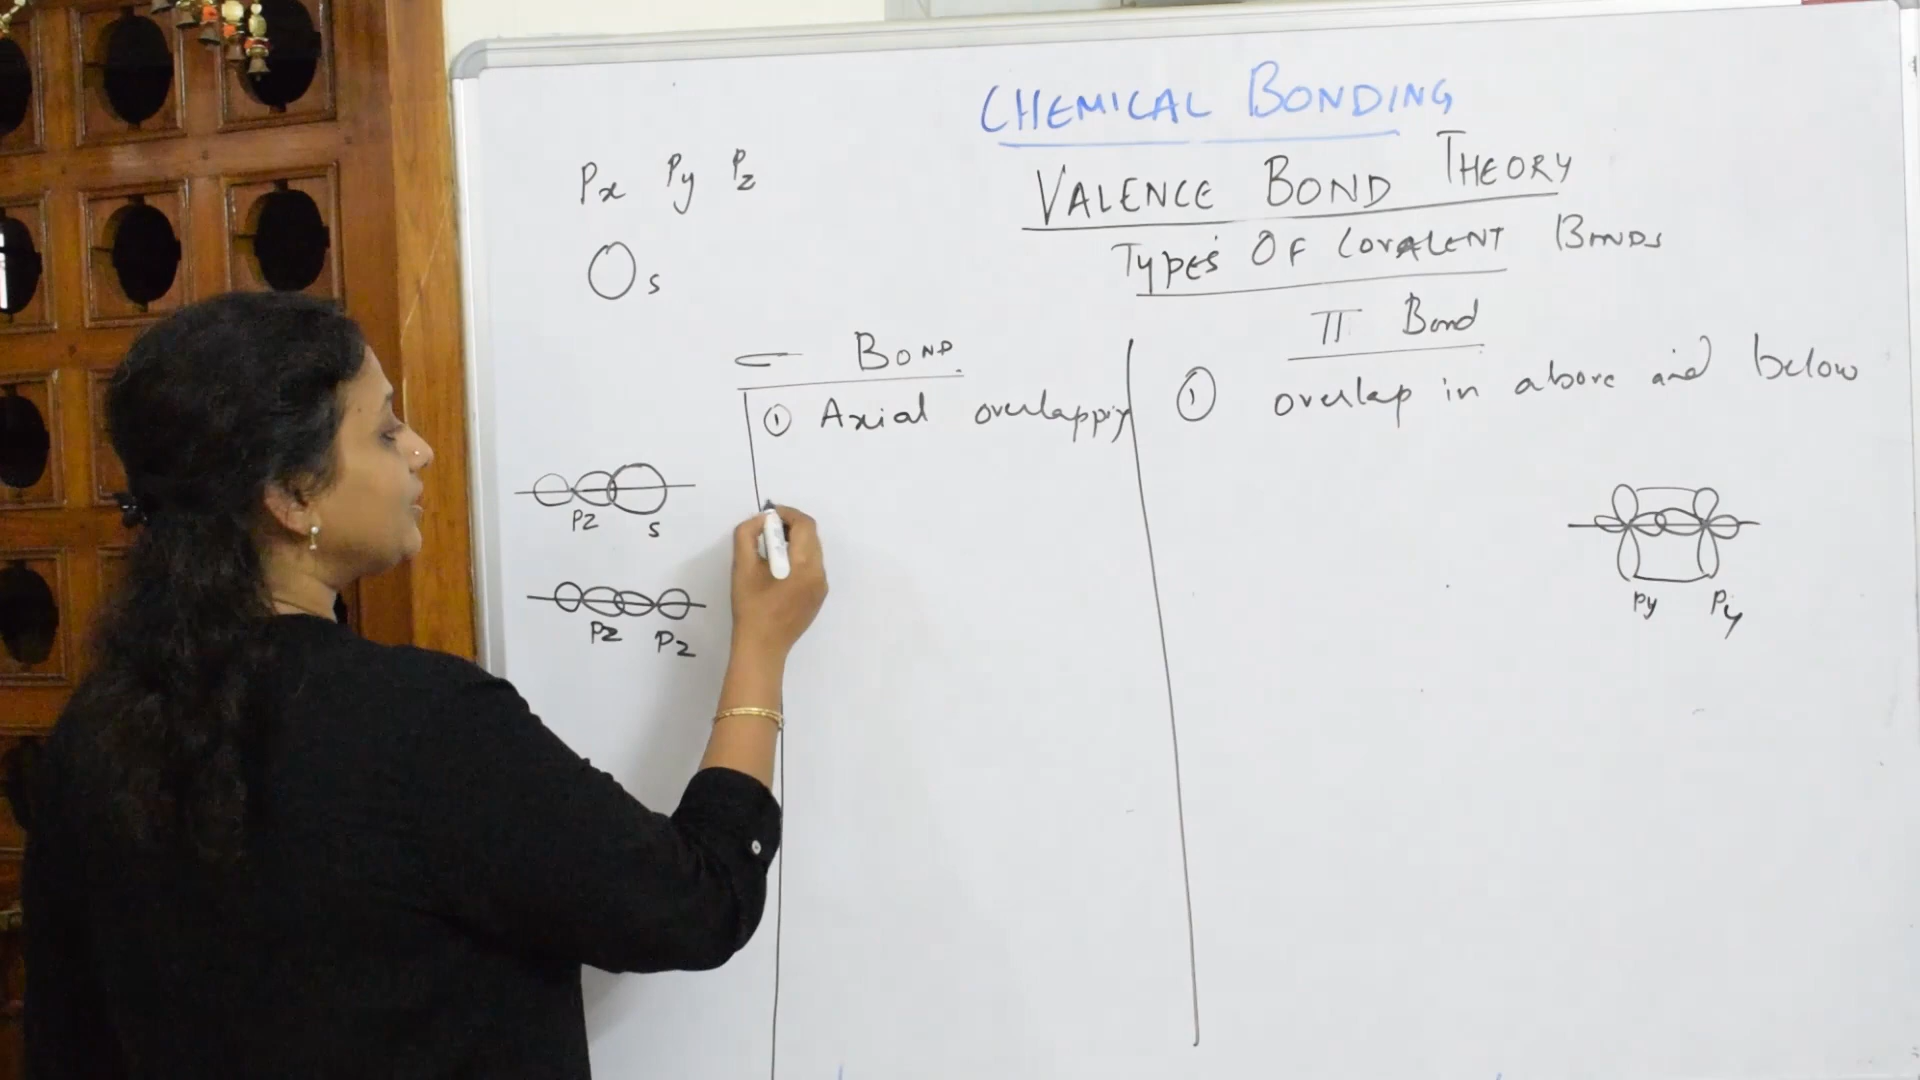 CHEMICAL BONDING
VALENCE BOND THEORY
TYPES OF COVALENT BONDS
Px Py Pz
s
BOND
① Axial overlapping
Pz s
Pz Pz
π Bond
① overlap in above and below
Py Py